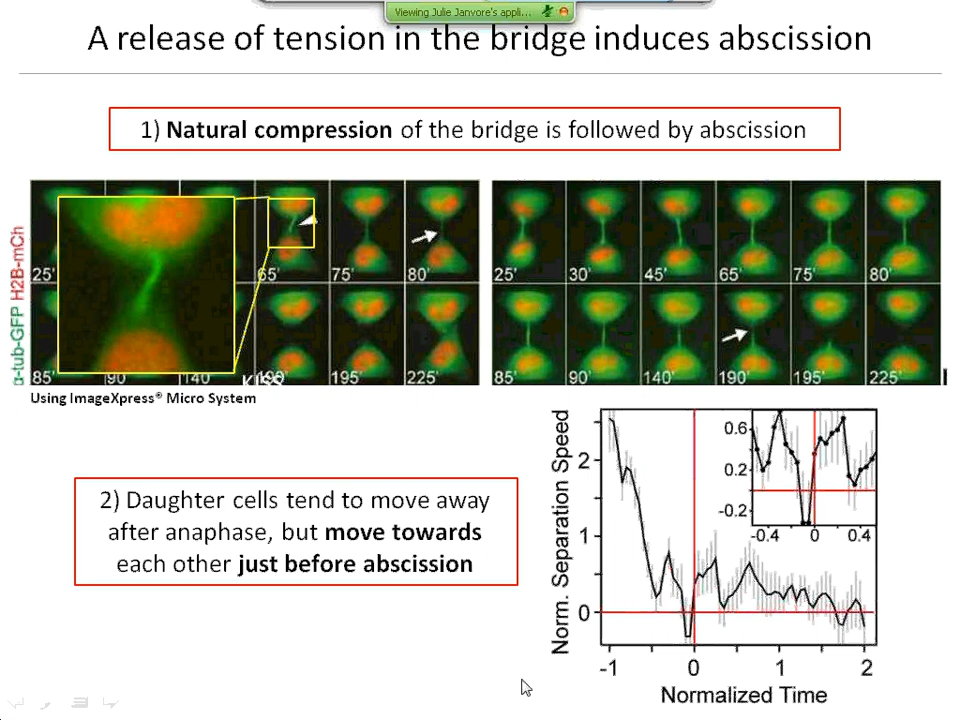 Viewing Julie Janvore's appli...
A release of tension in the bridge induces abscission
1) Natural compression of the bridge is followed by abscission
α-tub-GFP H2B-mCh
25' 65' 75' 80'
85' 90 140 195' 225'
25' 30' 45' 65' 75' 80'
85' 90' 140' 190' 195' 225'
Using ImageXpress® Micro System
2) Daughter cells tend to move away
after anaphase, but move towards
each other just before abscission
Norm. Separation Speed
2
1
0
-1 0 1 2
Normalized Time
0.6
0.2
-0.2
-0.4 0 0.4